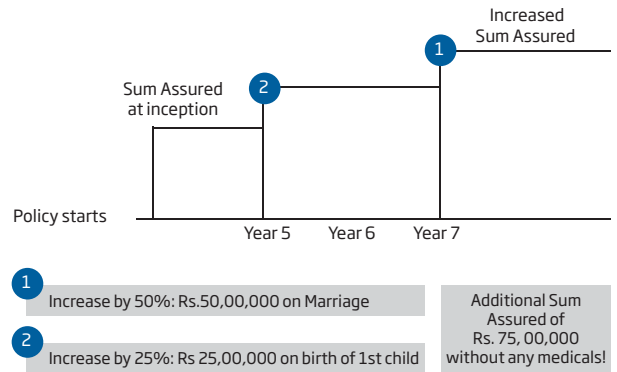 Increased
Sum Assured
1
Sum Assured
at inception
2
Policy starts
Year 5 Year 6 Year 7
1
Increase by 50%: Rs.50,00,000 on Marriage
2
Increase by 25%: Rs 25,00,000 on birth of 1st child
Additional Sum
Assured of
Rs. 75, 00,000
without any medicals!